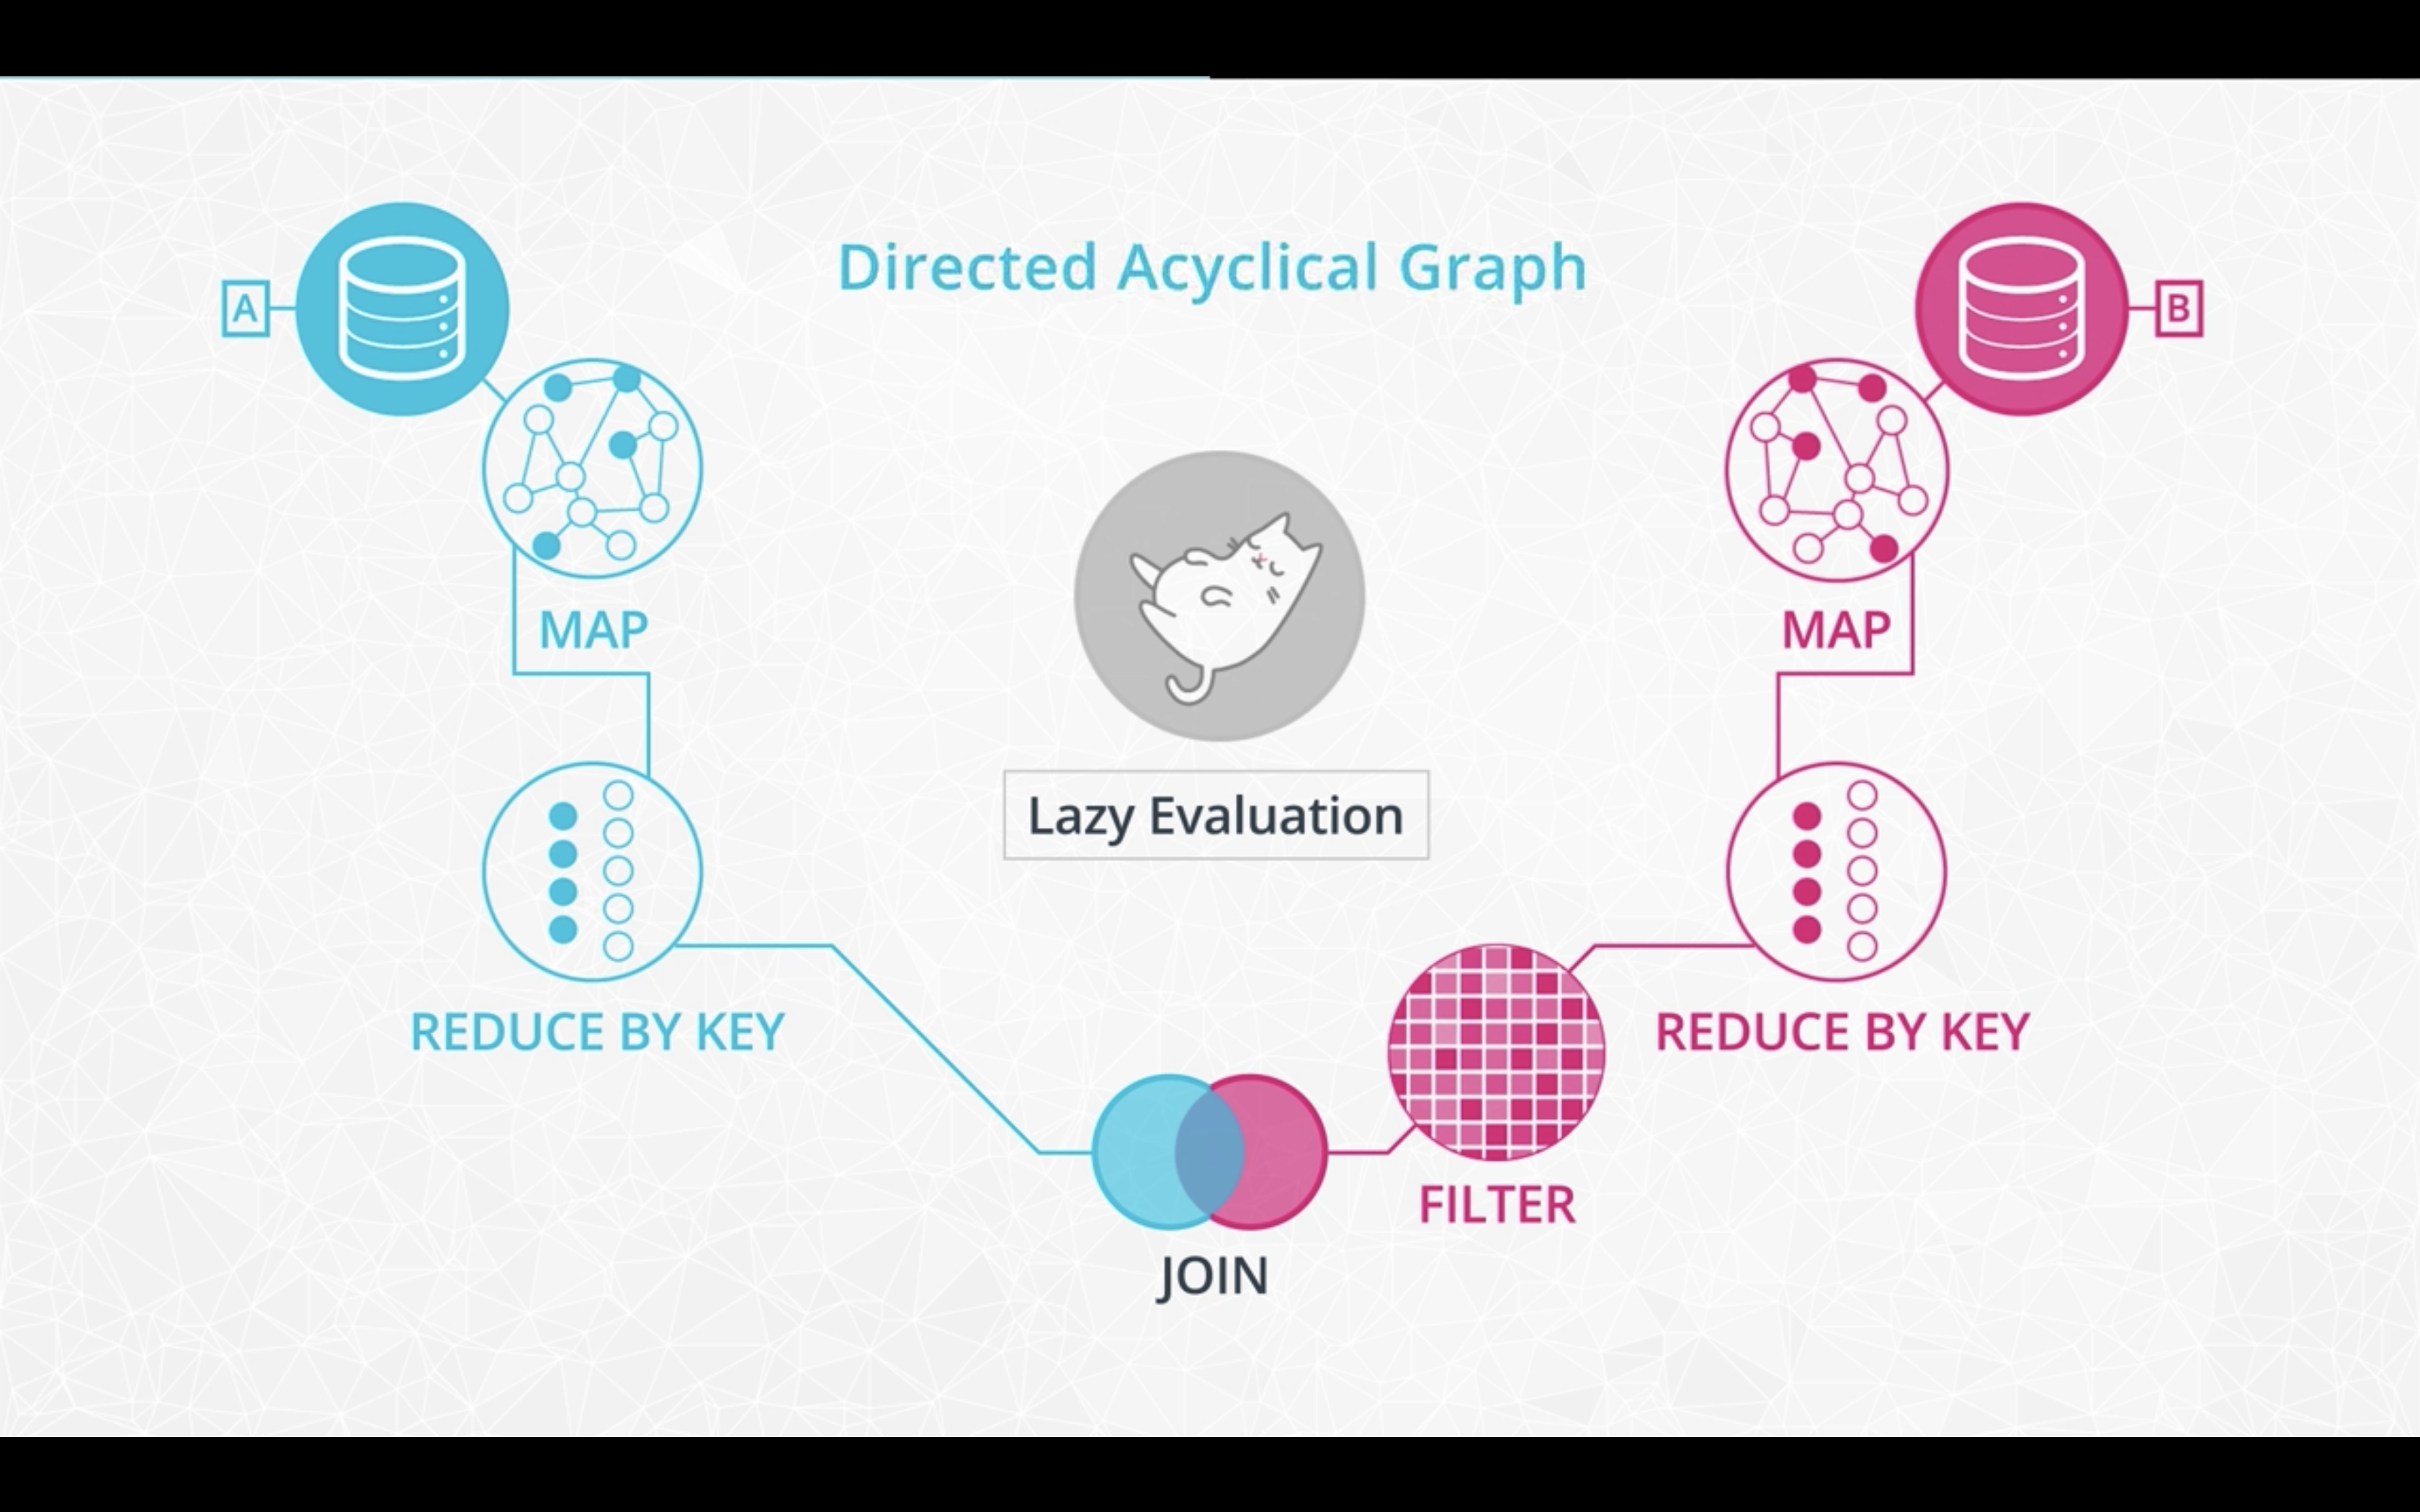 Directed Acyclical Graph
A
B
MAP
MAP
Lazy Evaluation
REDUCE BY KEY
REDUCE BY KEY
FILTER
JOIN